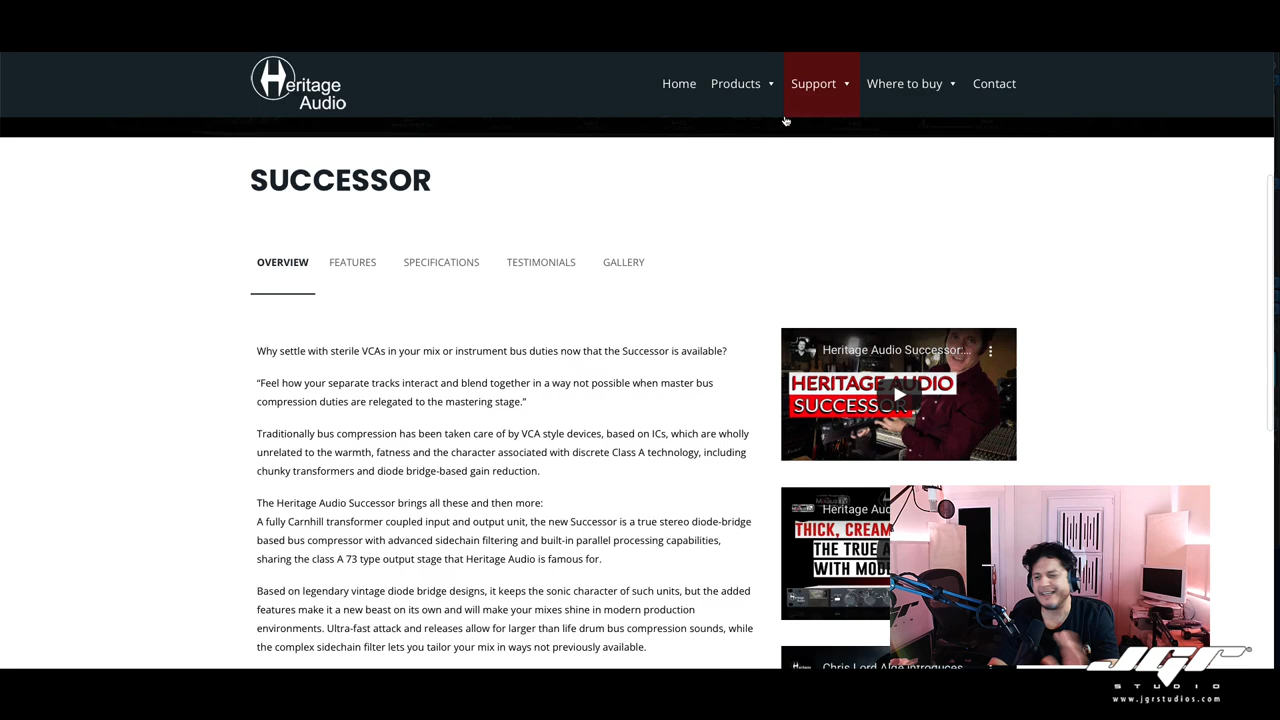 Heritage
Audio
Home Products Support Where to buy Contact
SUCCESSOR
OVERVIEW FEATURES SPECIFICATIONS TESTIMONIALS GALLERY
Why settle with sterile VCAs in your mix or instrument bus duties now that the Successor is available?
“Feel how your separate tracks interact and blend together in a way not possible when master bus
compression duties are relegated to the mastering stage.”
Traditionally bus compression has been taken care of by VCA style devices, based on ICs, which are wholly
unrelated to the warmth, fatness and the character associated with discrete Class A technology, including
chunky transformers and diode bridge-based gain reduction.
The Heritage Audio Successor brings all these and then more:
A fully Carnhill transformer coupled input and output unit, the new Successor is a true stereo diode-bridge
based bus compressor with advanced sidechain filtering and built-in parallel processing capabilities,
sharing the class A 73 type output stage that Heritage Audio is famous for.
Based on legendary vintage diode bridge designs, it keeps the sonic character of such units, but the added
features make it a new beast on its own and will make your mixes shine in modern production
environments. Ultra-fast attack and releases allow for larger than life drum bus compression sounds, while
the complex sidechain filter lets you tailor your mix in ways not previously available.
Heritage Audio Successor:...
HERITAGE AUDIO
SUCCESSOR
Heritage Aud
THICK, CREAM
THE TRUE A
WITH MOD
Chris Lord Alge introduces
JGR
STUDIO
www.jgrstudios.com